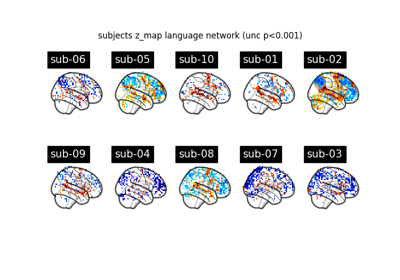 subjects z_map language network (unc p<0.001)
sub-06 sub-05 sub-10 sub-01 sub-02
sub-09 sub-04 sub-08 sub-07 sub-03